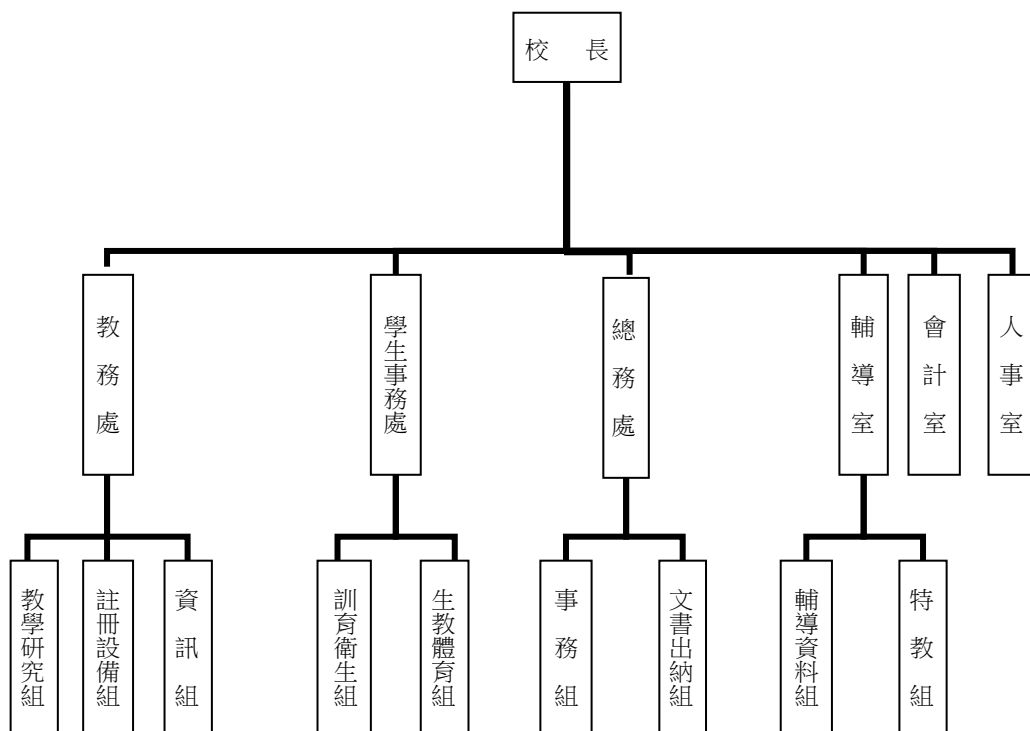 校長
教務處
學生事務處
總務處
輔導室
會計室
人事室
教學研究組
註冊設備組
資訊組
訓育衛生組
生教體育組
事務組
文書出納組
輔導資料組
特教組